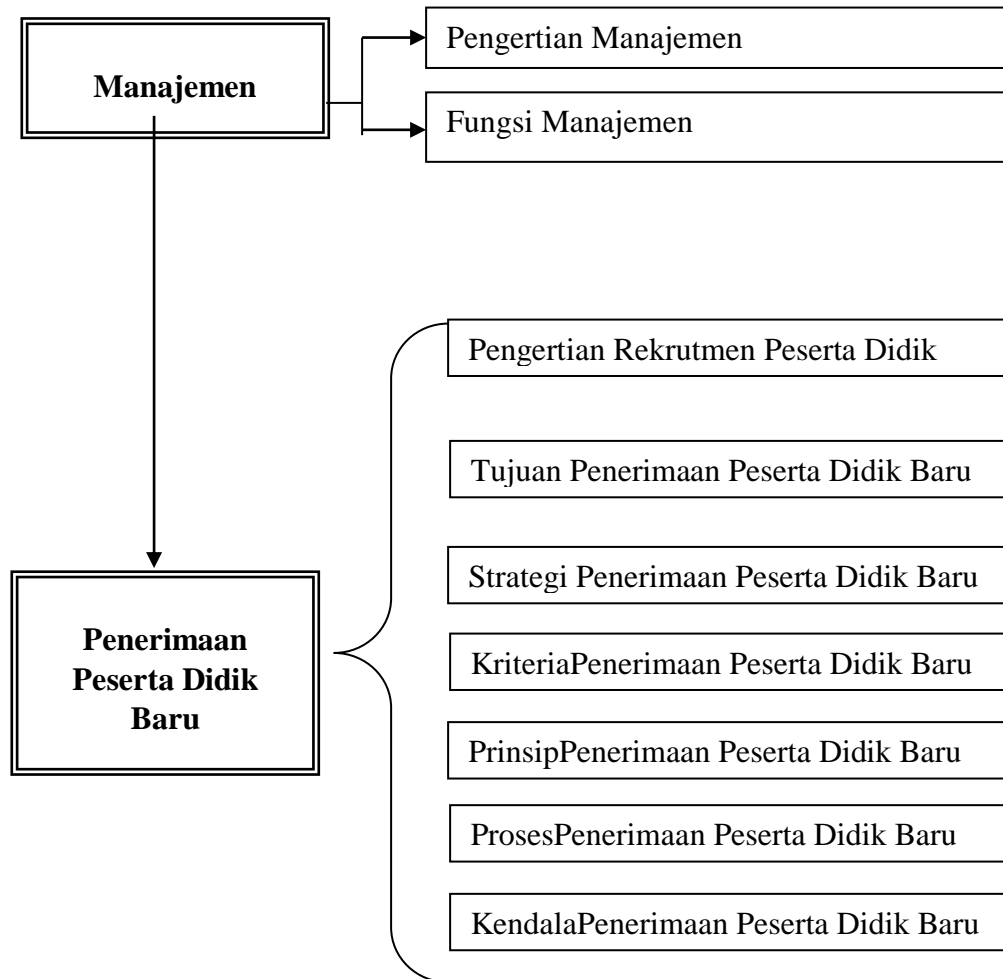 Manajemen
Pengertian Manajemen
Fungsi Manajemen
Penerimaan
Peserta Didik
Baru
Pengertian Rekrutmen Peserta Didik
Tujuan Penerimaan Peserta Didik Baru
Strategi Penerimaan Peserta Didik Baru
KriteriaPenerimaan Peserta Didik Baru
PrinsipPenerimaan Peserta Didik Baru
ProsesPenerimaan Peserta Didik Baru
KendalaPenerimaan Peserta Didik Baru